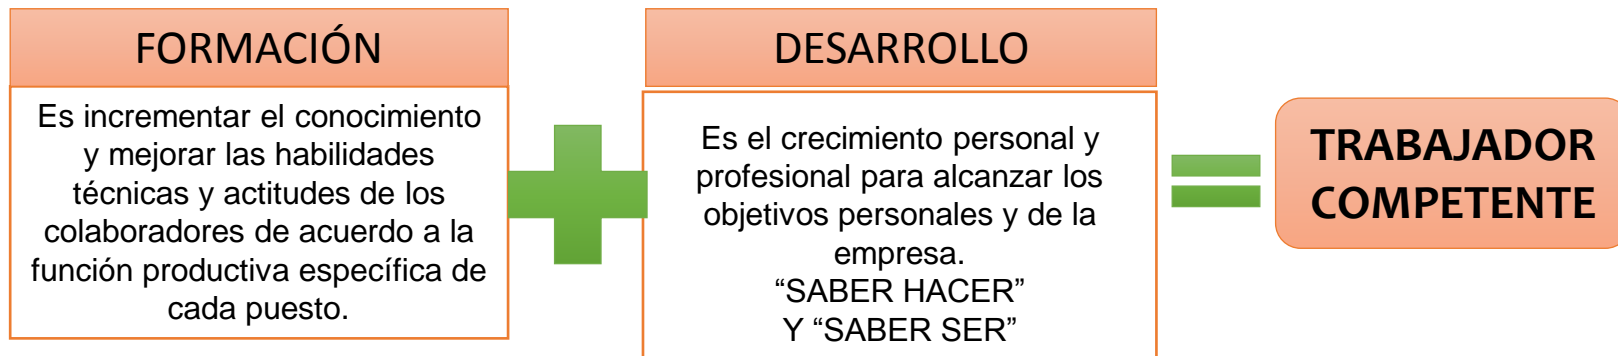 FORMACIÓN
Es incrementar el conocimiento
y mejorar las habilidades
técnicas y actitudes de los
colaboradores de acuerdo a la
función productiva específica de
cada puesto.
DESARROLLO
Es el crecimiento personal y
profesional para alcanzar los
objetivos personales y de la
empresa.
“SABER HACER”
Y “SABER SER”
TRABAJADOR
COMPETENTE